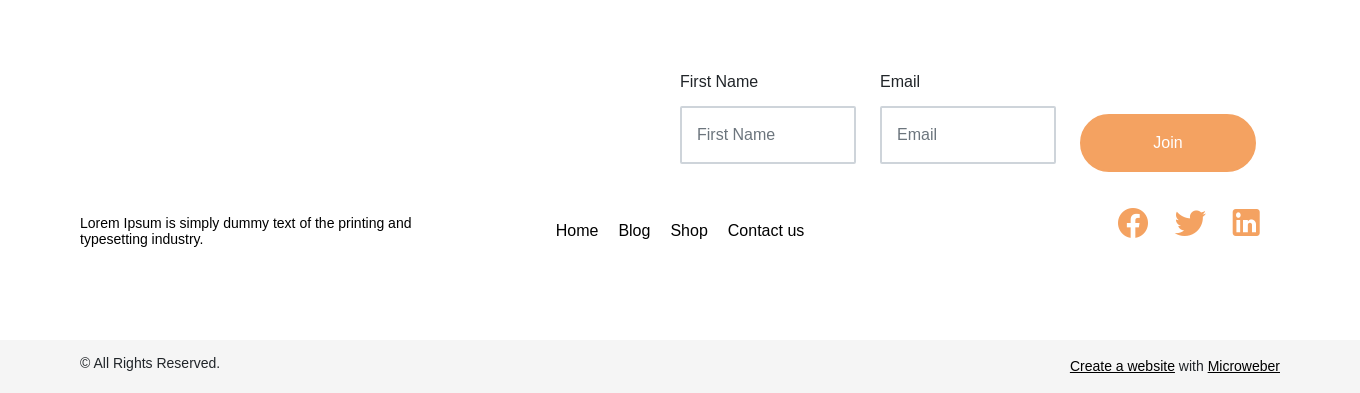 First Name Email
First Name Email Join
Lorem Ipsum is simply dummy text of the printing and
typesetting industry.
Home Blog Shop Contact us
© All Rights Reserved.
Create a website with Microweber